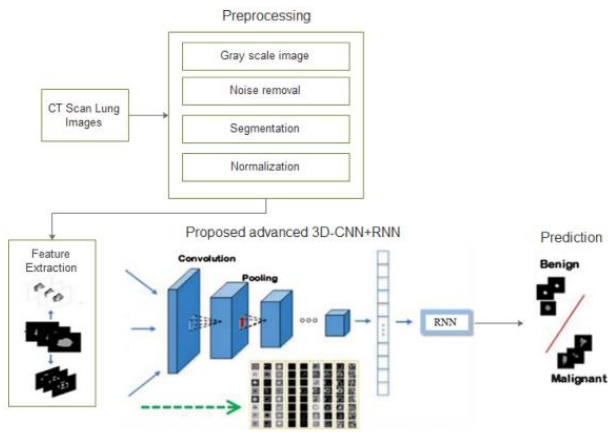 Preprocessing
Gray scale image
Noise removal
CT Scan Lung
Images
Segmentation
Normalization
Proposed advanced 3D-CNN+RNN
Feature
Extraction
Convolution
Pooling
RNN
Prediction
Benign
Malignant